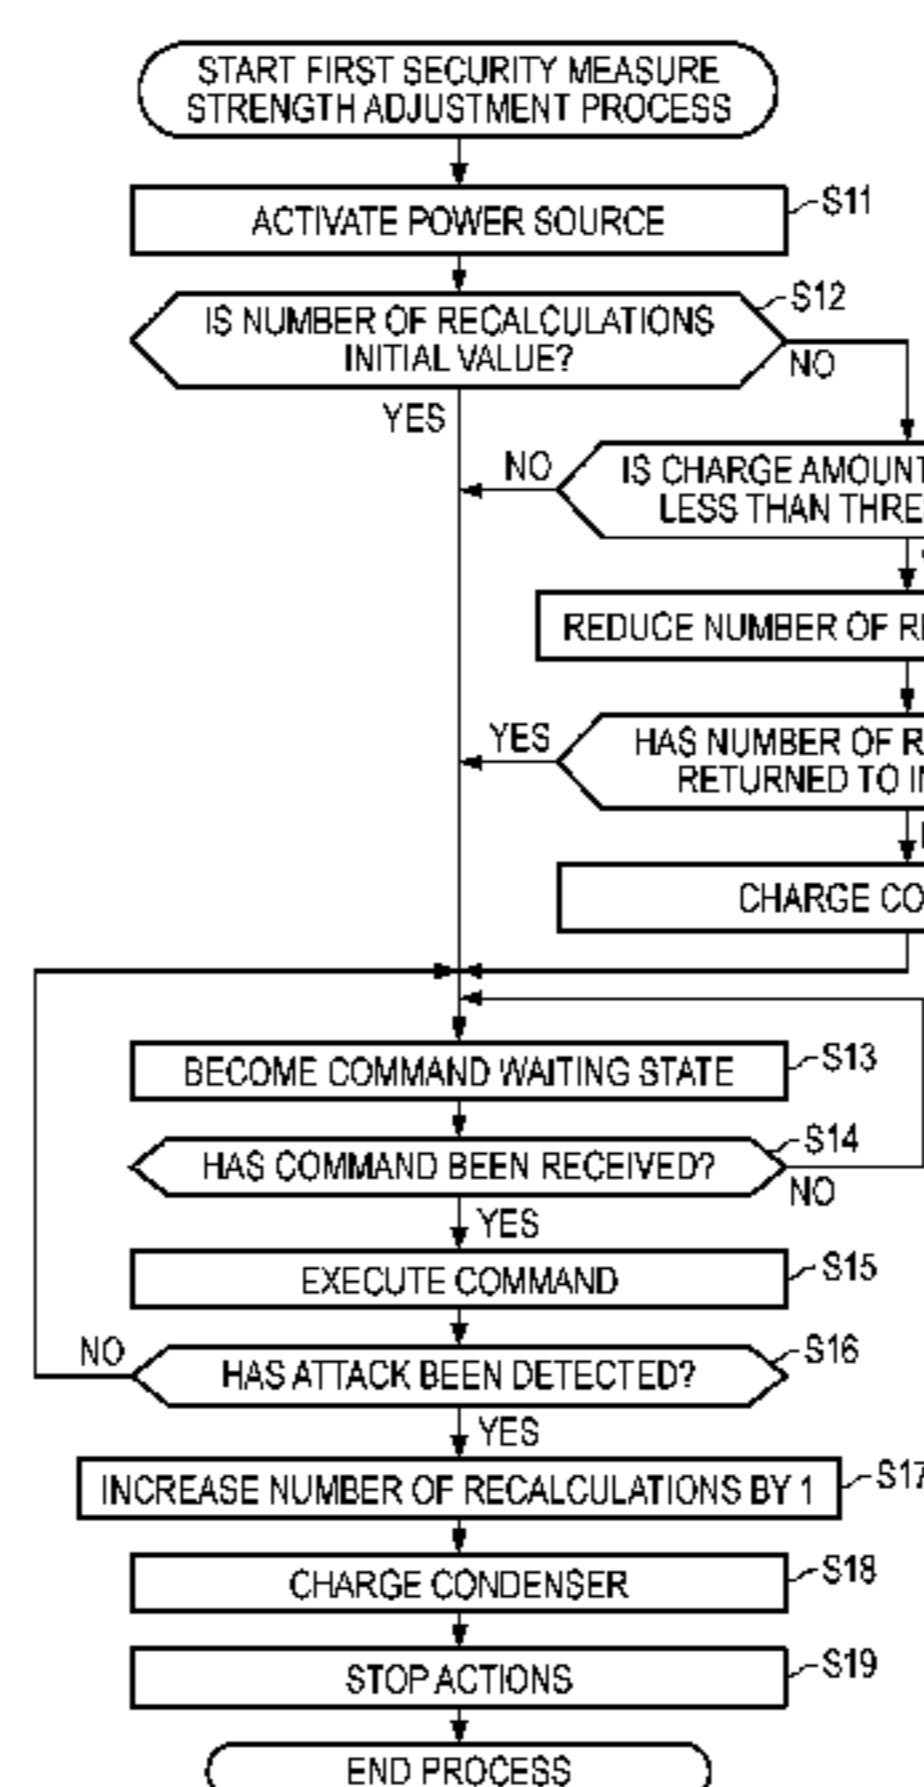 START FIRST SECURITY MEASURE
STRENGTH ADJUSTMENT PROCESS
ACTIVATE POWER SOURCE
S11
IS NUMBER OF RECALCULATIONS
INITIAL VALUE?
S12
NO
YES
NO
IS CHARGE AMOUNT
LESS THAN THRE
REDUCE NUMBER OF
YES
HAS NUMBER OF
RETURNED TO
CHARGE CO
BECOME COMMAND WAITING STATE
S13
HAS COMMAND BEEN RECEIVED?
S14
NO
YES
EXECUTE COMMAND
S15
HAS ATTACK BEEN DETECTED?
S16
NO
YES
INCREASE NUMBER OF RECALCULATIONS BY 1
S17
CHARGE CONDENSER
S18
STOP ACTIONS
S19
END PROCESS